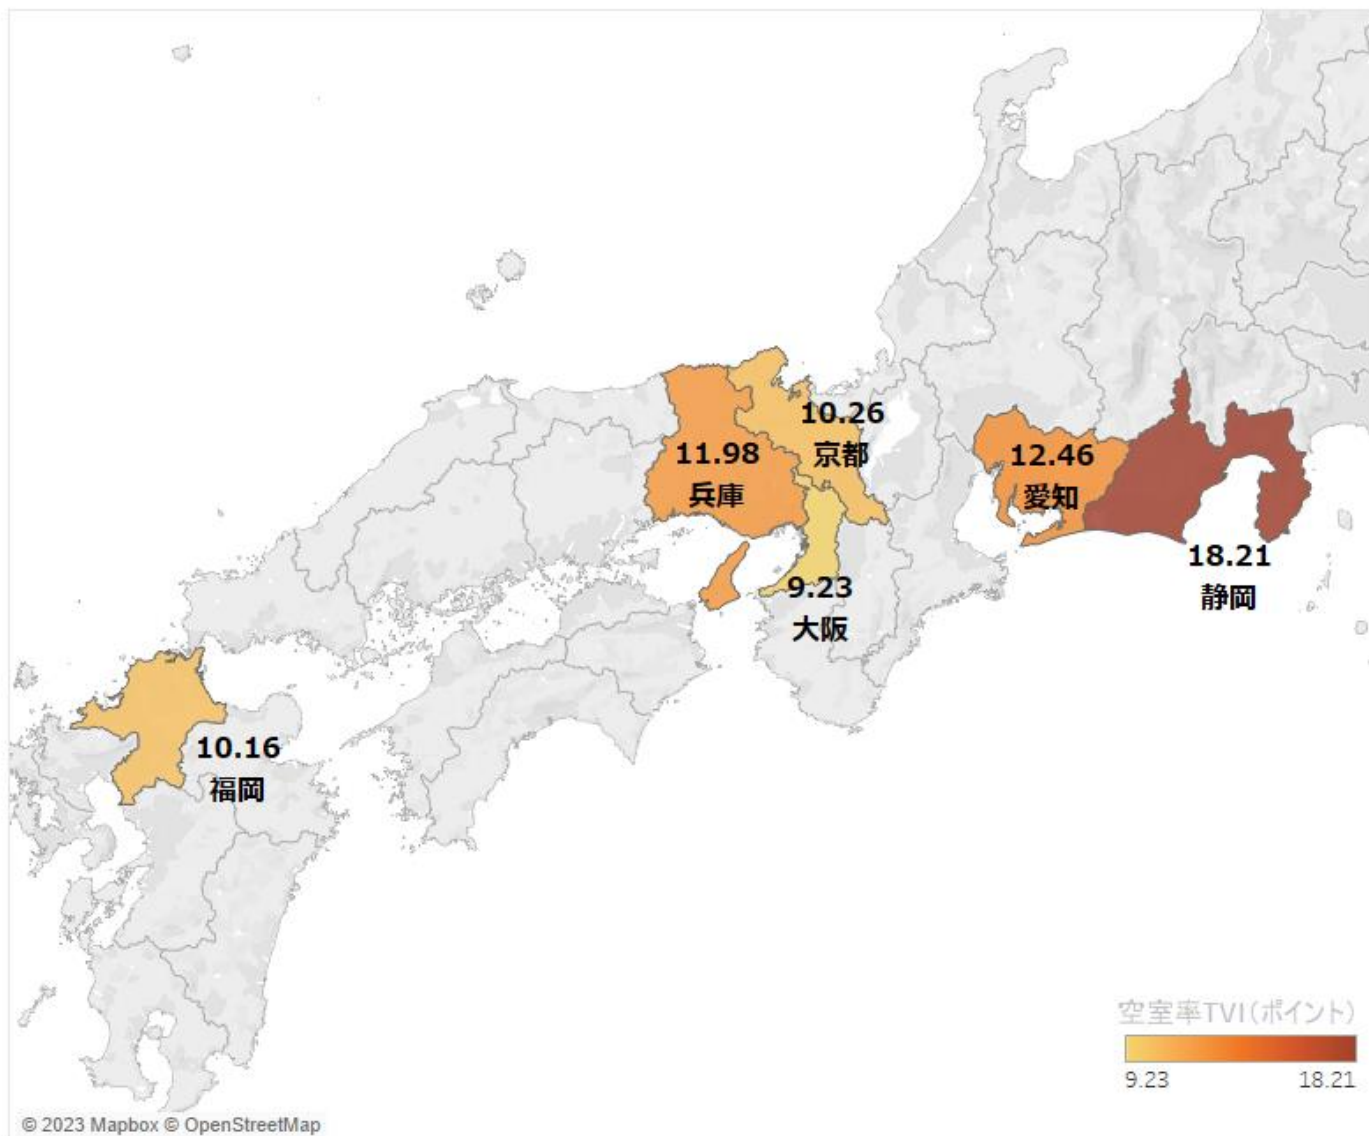 10.26
京都
11.98
兵庫
12.46
愛知
18.21
静岡
9.23
大阪
10.16
福岡
空室率TVI(ポイント)
9.23 18.21
© 2023 Mapbox © OpenStreetMap